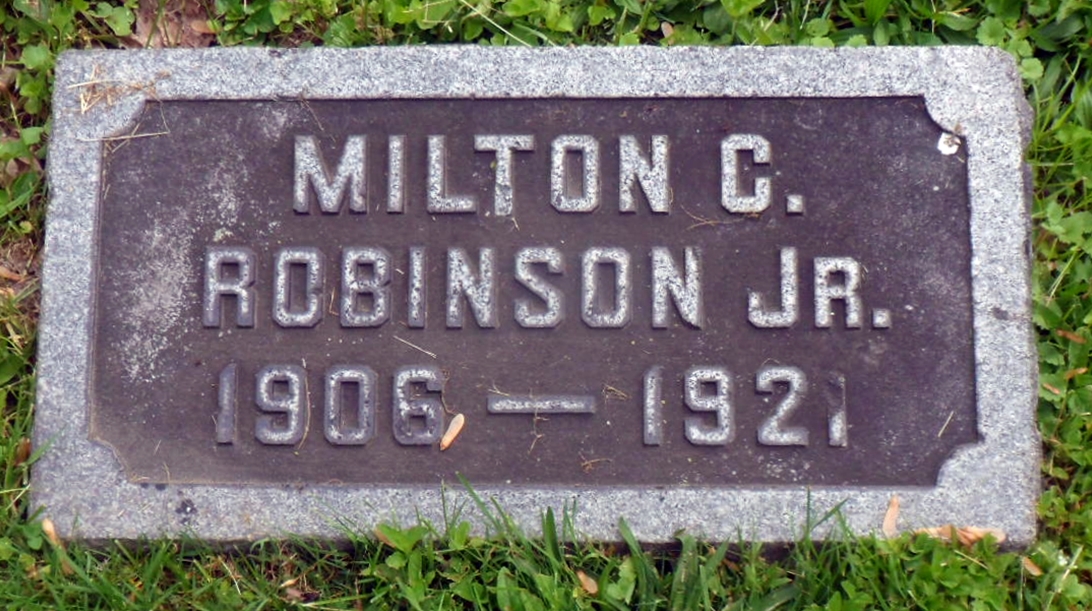 MILTON C.
ROBINSON JR.
1906 — 1921